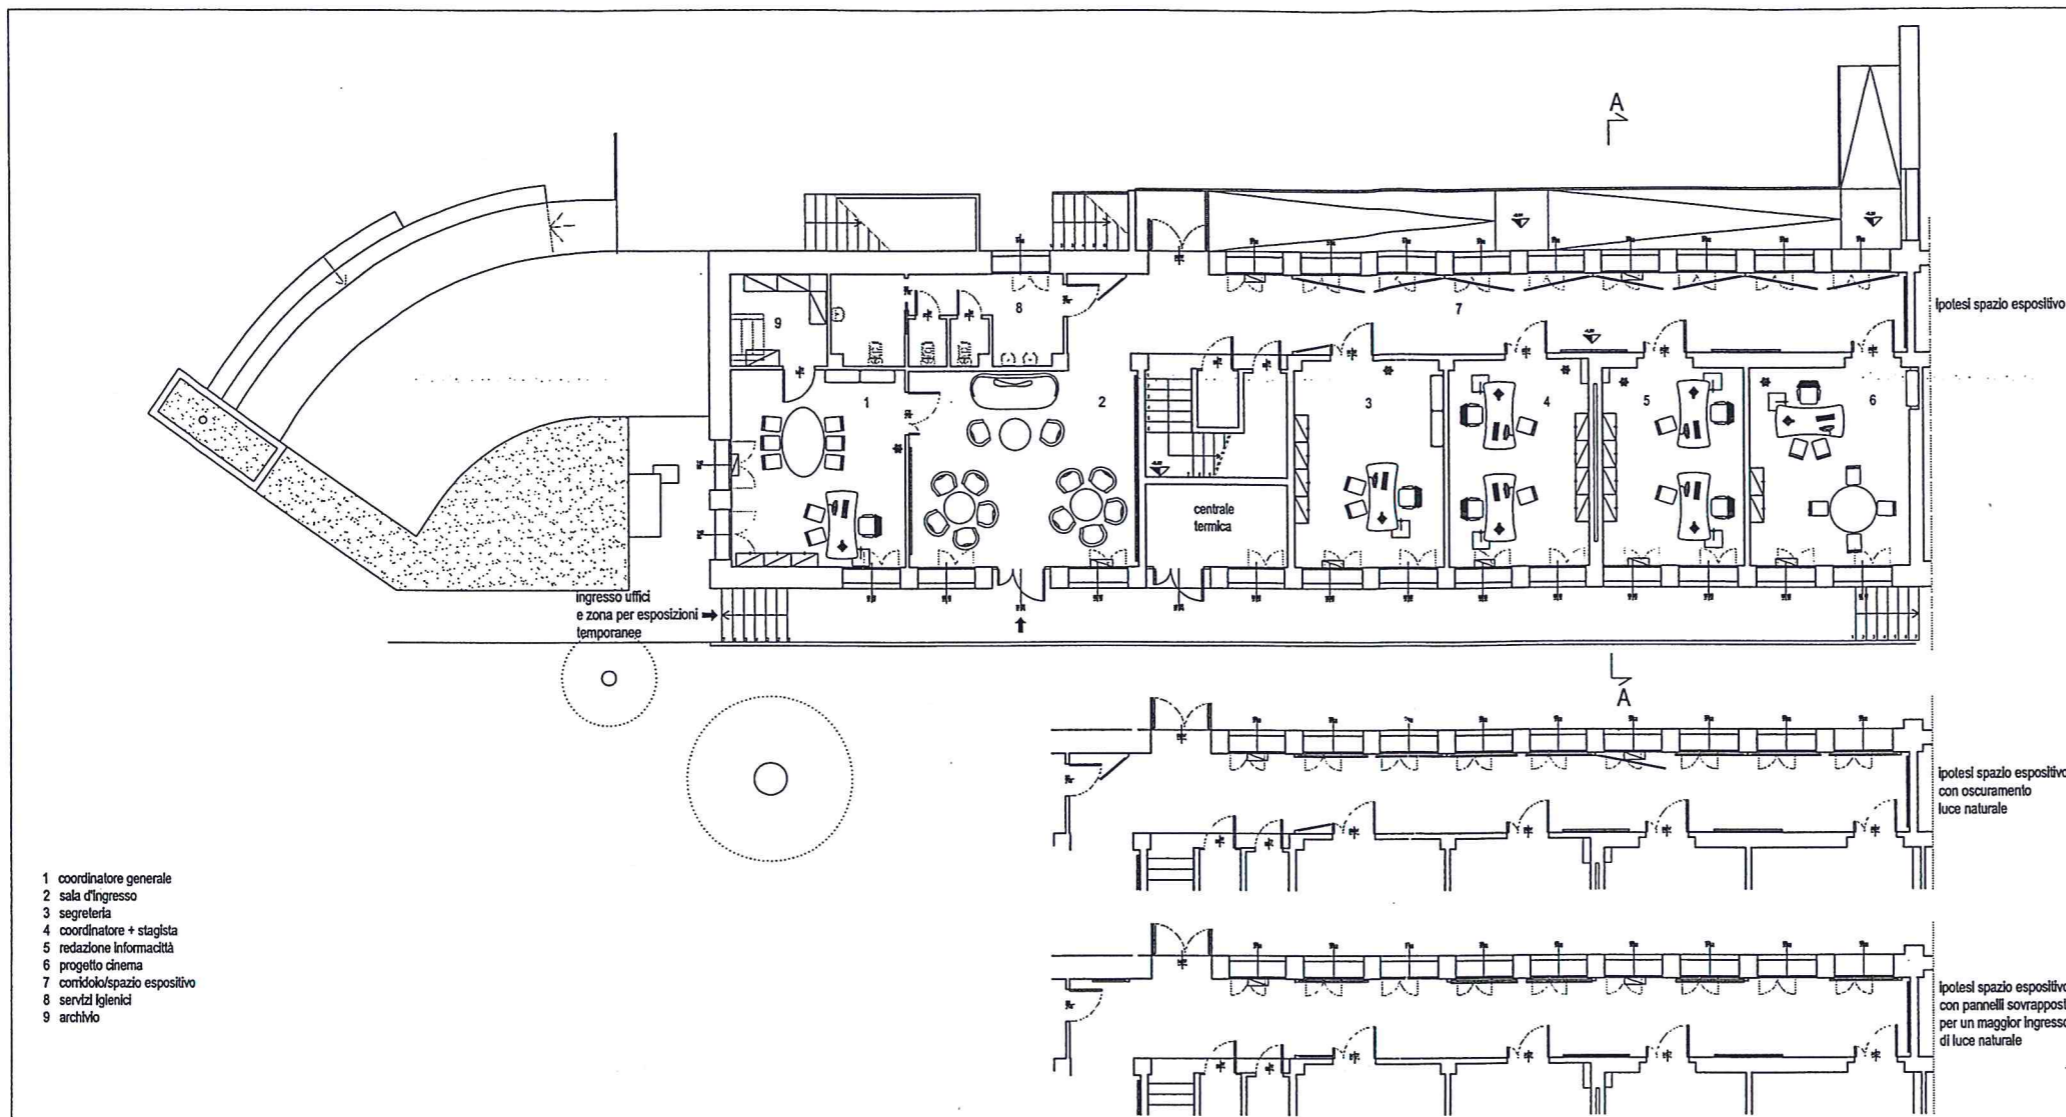 A
9
8
7
ipotesi spazio espositivo
1
2
3
4
5
6
centrale
termica
ingresso uffici
e zona per esposizioni
temporanee
A
ipotesi spazio espositivo
con oscuramento
luce naturale
1 coordinatore generale
2 sala d'ingresso
3 segreteria
4 coordinatore + stagista
5 redazione informacittà
6 progetto cinema
7 corridoio/spazio espositivo
8 servizi igienici
9 archivio
ipotesi spazio espositivo
con pannelli sovrapposti
per un maggior ingresso
di luce naturale